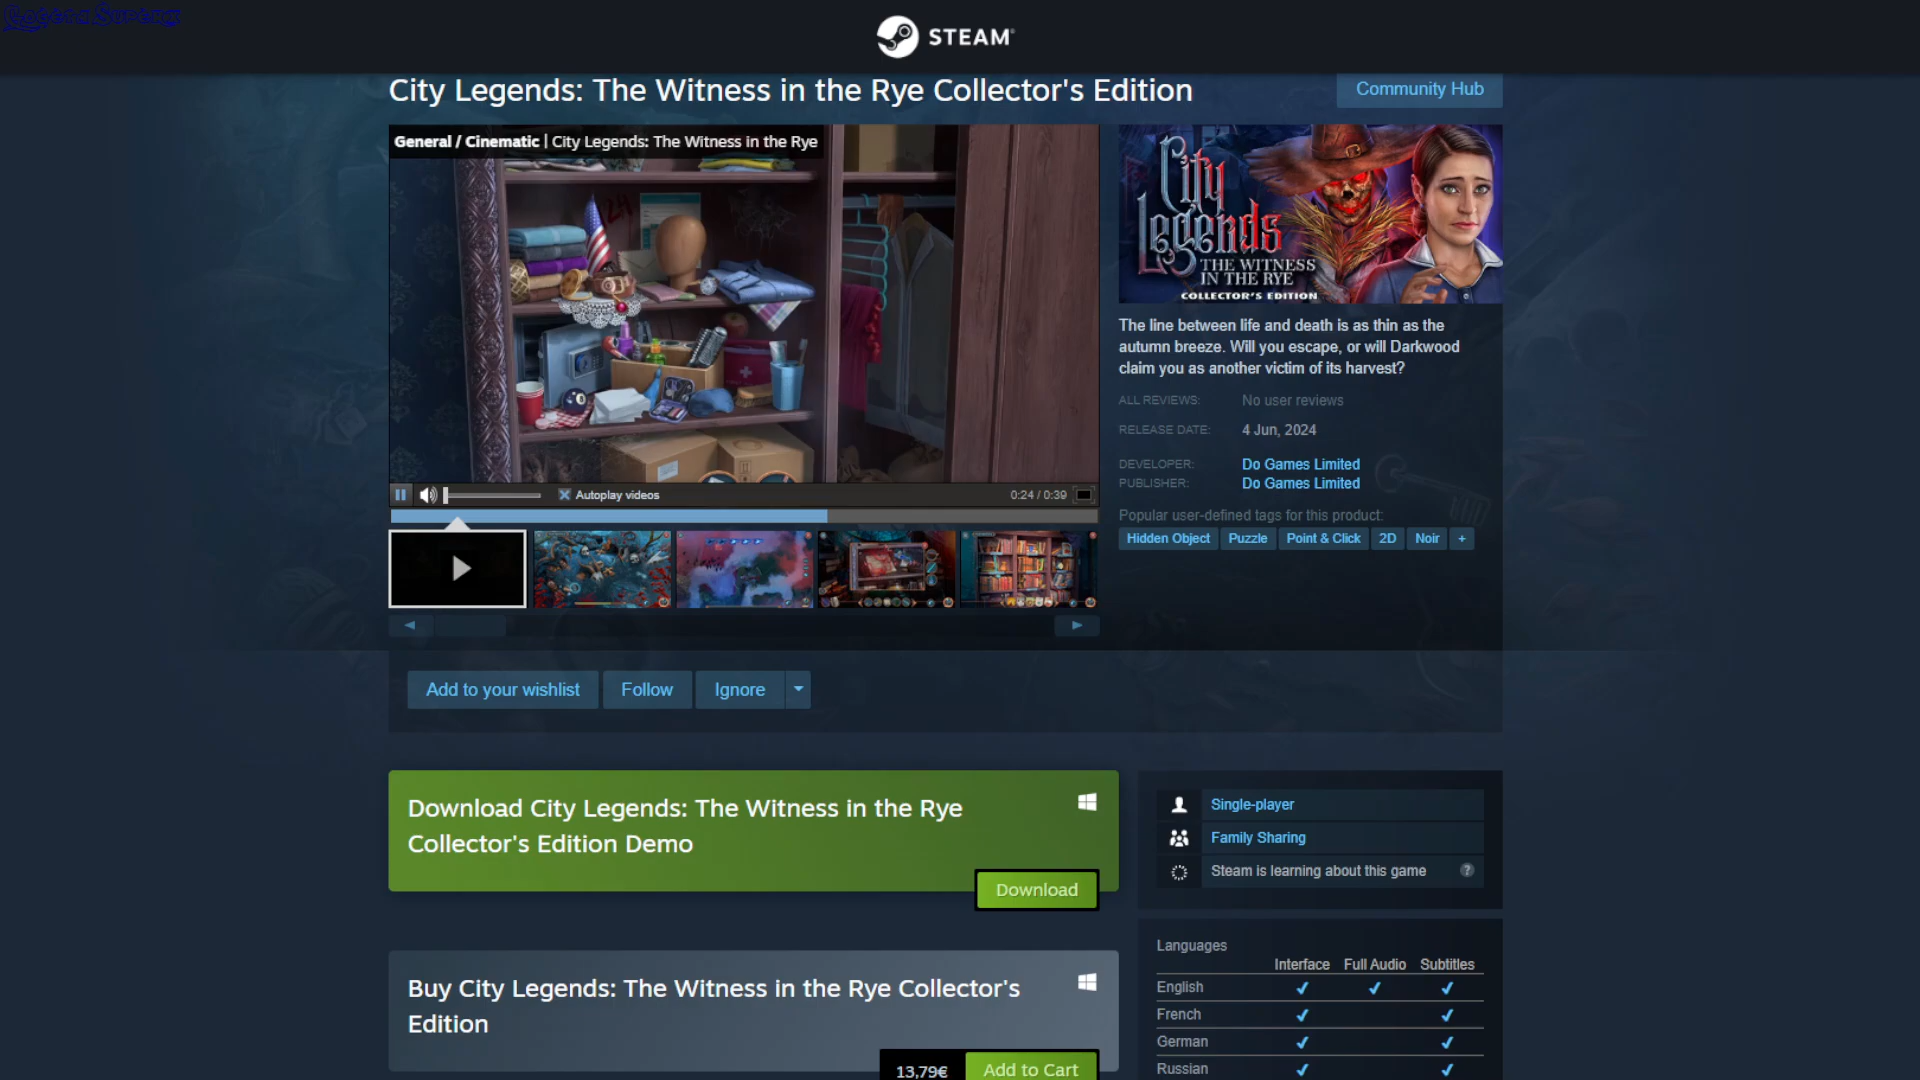 STEAM
City Legends: The Witness in the Rye Collector's Edition
Community Hub
General / Cinematic | City Legends: The Witness in the Rye
City
Legends
THE WITNESS
IN THE RYE
COLLECTOR'S EDITION
The line between life and death is as thin as the
autumn breeze. Will you escape, or will Darkwood
claim you as another victim of its harvest?
ALL REVIEWS: No user reviews
RELEASE DATE: 4 Jun, 2024
DEVELOPER: Do Games Limited
PUBLISHER: Do Games Limited
Popular user-defined tags for this product:
Hidden Object Puzzle Point & Click 2D Noir +
Autoplay videos 0:24 / 0:39
Add to your wishlist Follow Ignore
Download City Legends: The Witness in the Rye
Collector's Edition Demo
Download
Single-player
Family Sharing
Steam is learning about this game ?
Buy City Legends: The Witness in the Rye Collector's
Edition
13,79€ Add to Cart
Languages
Interface Full Audio Subtitles
English
French
German
Russian